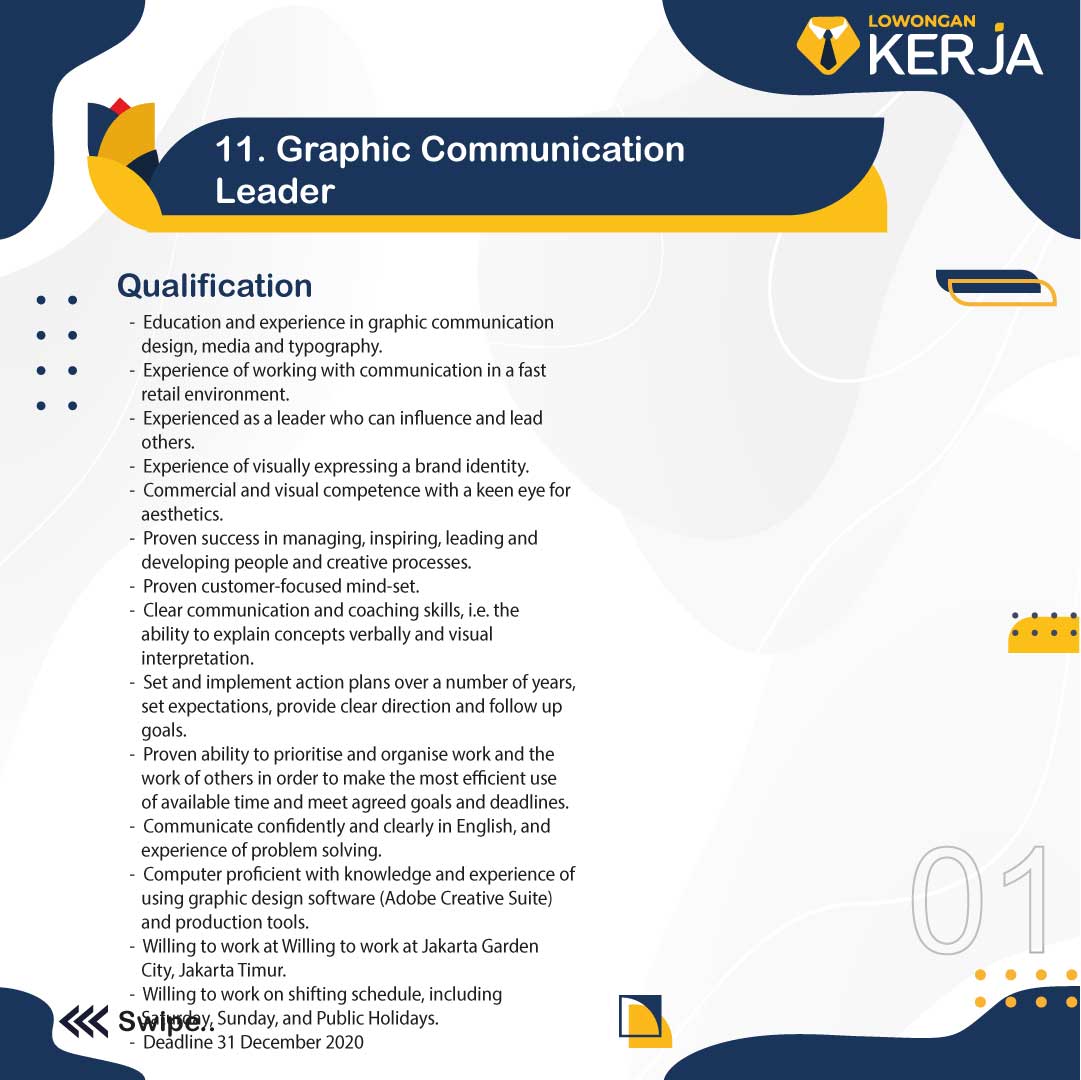 LOWONGAN
KERJA
11. Graphic Communication
Leader
Qualification
- Education and experience in graphic communication
design, media and typography.
- Experience of working with communication in a fast
retail environment.
- Experienced as a leader who can influence and lead
others.
- Experience of visually expressing a brand identity.
- Commercial and visual competence with a keen eye for
aesthetics.
- Proven success in managing, inspiring, leading and
developing people and creative processes.
- Proven customer-focused mind-set.
- Clear communication and coaching skills, i.e. the
ability to explain concepts verbally and visual
interpretation.
- Set and implement action plans over a number of years,
set expectations, provide clear direction and follow up
goals.
- Proven ability to prioritise and organise work and the
work of others in order to make the most efficient use
of available time and meet agreed goals and deadlines.
- Communicate confidently and clearly in English, and
experience of problem solving.
- Computer proficient with knowledge and experience of
using graphic design software (Adobe Creative Suite)
and production tools.
- Willing to work at Willing to work at Jakarta Garden
City, Jakarta Timur.
- Willing to work on shifting schedule, including
Saturday, Sunday, and Public Holidays.
- Deadline 31 December 2020
Swipe..
01